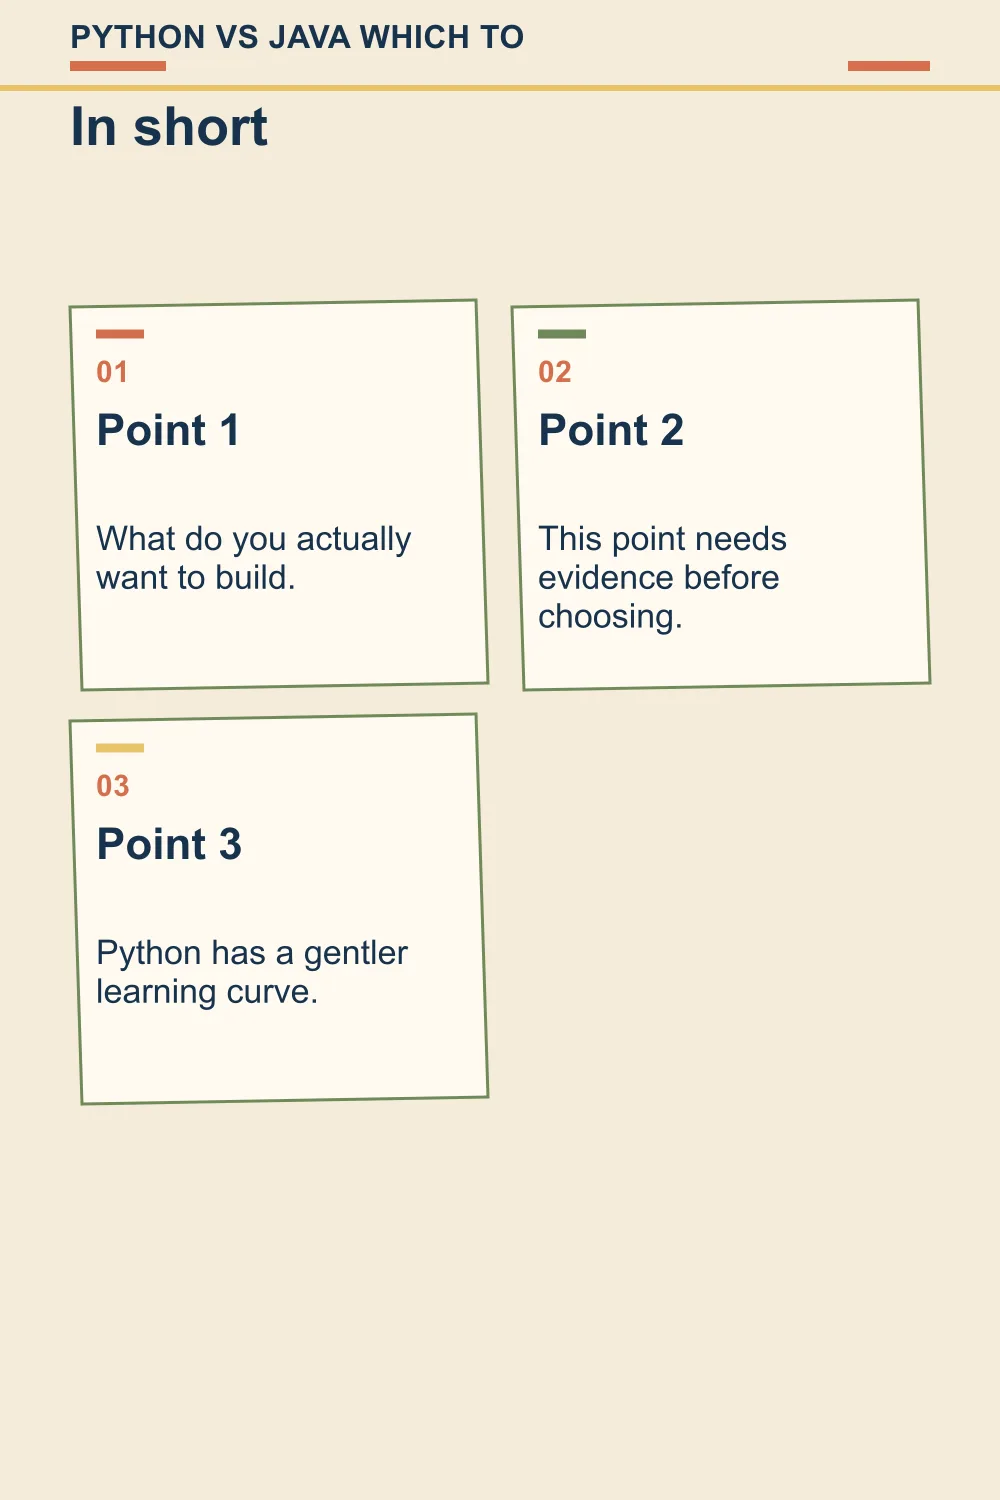 PYTHON VS JAVA WHICH TO
In short
01
Point 1
What do you actually
want to build.
02
Point 2
This point needs
evidence before
choosing.
03
Point 3
Python has a gentler
learning curve.